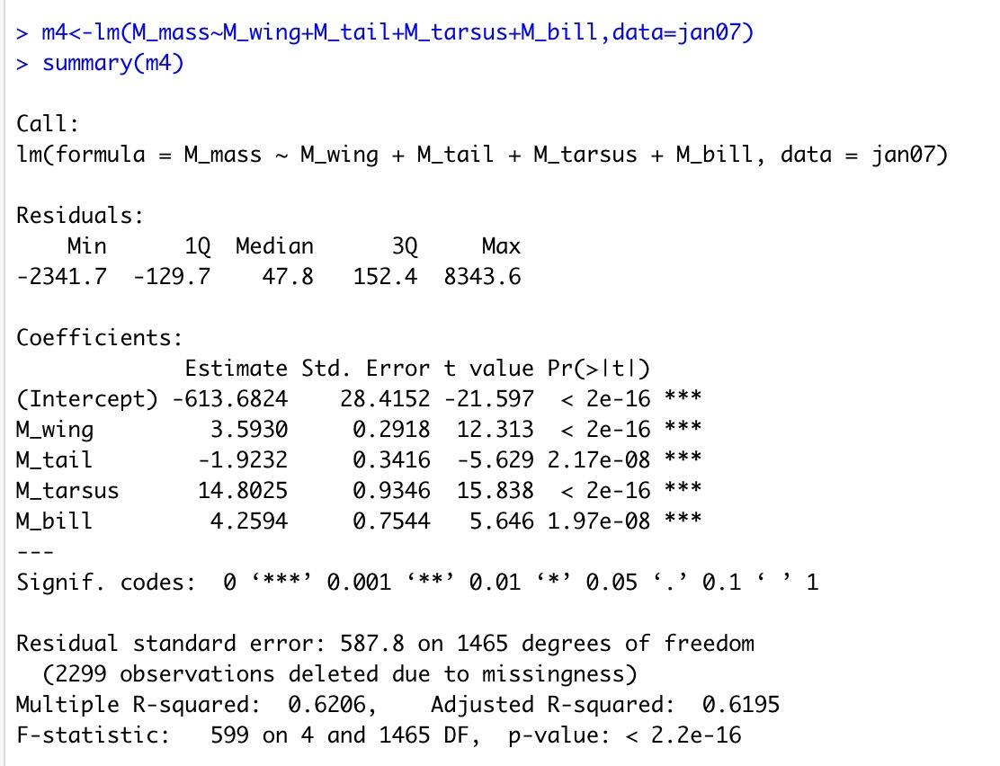 > m4<-lm(M_mass~M_wing+M_tail+M_tarsus+M_bill,data=jan07)
> summary(m4)
Call:
lm(formula = M_mass ~ M_wing + M_tail + M_tarsus + M_bill, data = jan07)
Residuals:
    Min      1Q  Median      3Q     Max
-2341.7  -129.7    47.8   152.4  8343.6
Coefficients:
             Estimate Std. Error t value Pr(>|t|)
(Intercept) -613.6824    28.4152 -21.597  < 2e-16 ***
M_wing         3.5930     0.2918  12.313  < 2e-16 ***
M_tail        -1.9232     0.3416  -5.629 2.17e-08 ***
M_tarsus      14.8025     0.9346  15.838  < 2e-16 ***
M_bill         4.2594     0.7544   5.646 1.97e-08 ***
---
Signif. codes:  0 ‘***’ 0.001 ‘**’ 0.01 ‘*’ 0.05 ‘.’ 0.1 ‘ ’ 1
Residual standard error: 587.8 on 1465 degrees of freedom
  (2299 observations deleted due to missingness)
Multiple R-squared:  0.6206,    Adjusted R-squared:  0.6195
F-statistic:   599 on 4 and 1465 DF,  p-value: < 2.2e-16